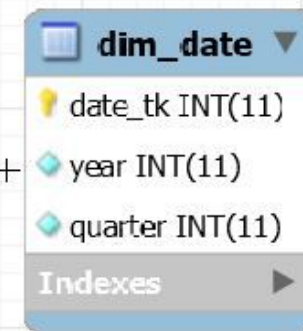 dim_date
date_tk INT(11)
year INT(11)
quarter INT(11)
Indexes